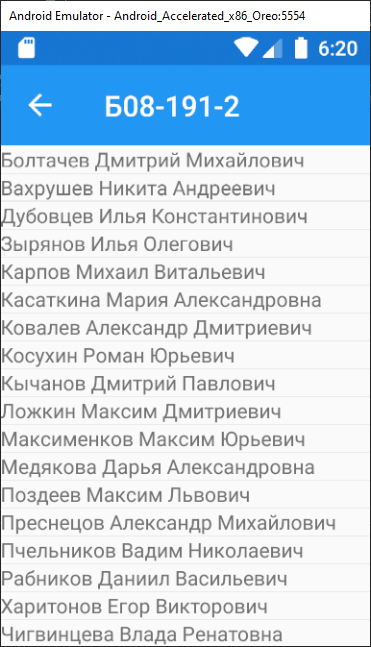 Android Emulator - Android_Accelerated_x86_Oreo:5554
6:20
Б08-191-2
Болтачев Дмитрий Михайлович
Вахрушев Никита Андреевич
Дубовцев Илья Константинович
Зырянов Илья Олегович
Карпов Михаил Витальевич
Касаткина Мария Александровна
Ковалев Александр Дмитриевич
Косухин Роман Юрьевич
Кычанов Дмитрий Павлович
Ложкин Максим Дмитриевич
Максименков Максим Юрьевич
Медякова Дарья Александровна
Поздеев Максим Львович
Преснецов Александр Михайлович
Пчельников Вадим Николаевич
Рабников Даниил Васильевич
Харитонов Егор Викторович
Чигвинцева Влада Ренатовна